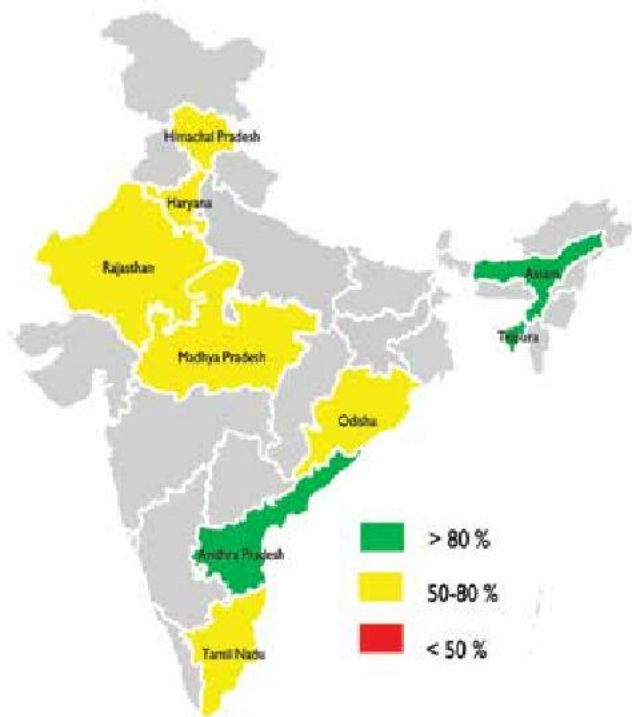 Himachal Pradesh
Haryana
Rajasthan
Assam
Tripura
Madhya Pradesh
Odisha
> 80 %
Andhra Pradesh
50-80 %
< 50 %
Tamil Nadu